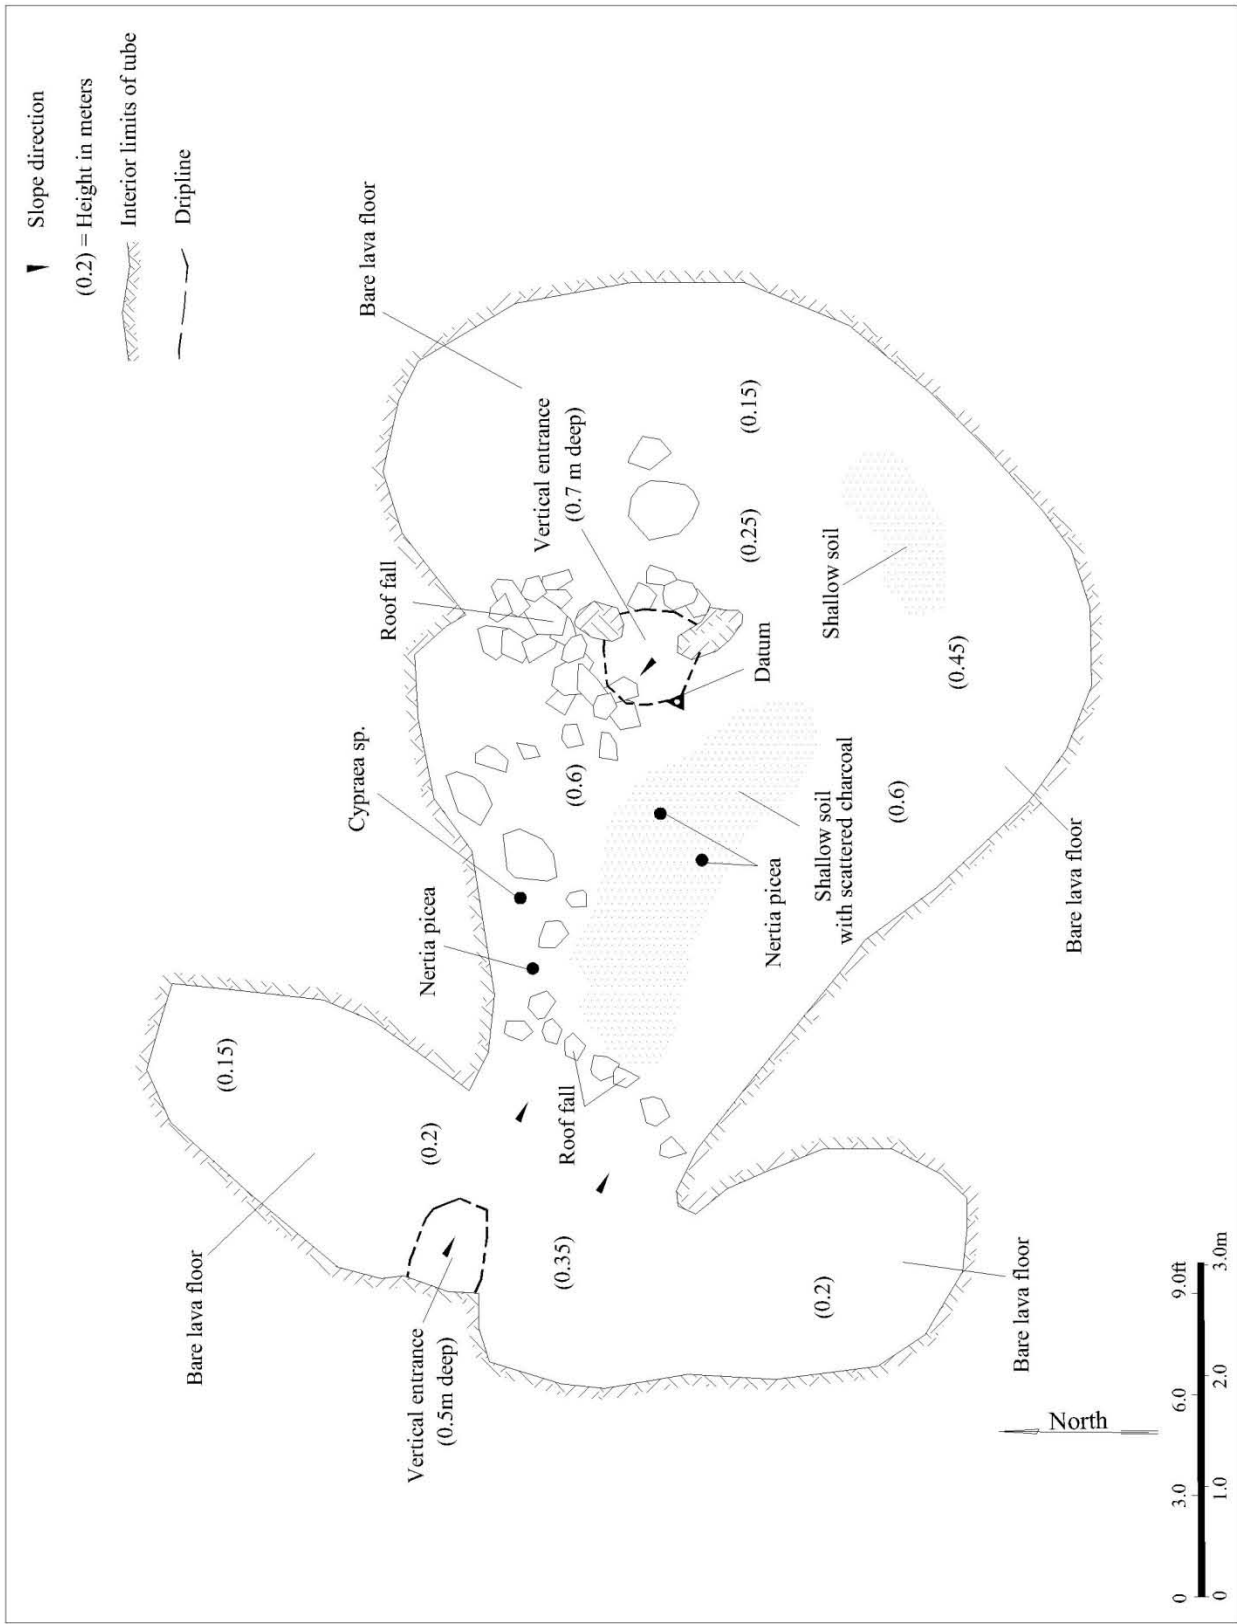 Slope direction
(0.2) = Height in meters
Interior limits of tube
Dripline
Bare lava floor
Vertical entrance
(0.7 m deep)
Roof fall
Cypraea sp.
Nertia picea
(0.15)
(0.2)
Bare lava floor
Vertical entrance
(0.5m deep)
(0.35)
Roof fall
(0.6)
(0.15)
(0.25)
Datum
Shallow soil
(0.45)
(0.6)
Shallow soil
with scattered charcoal
Nertia picea
Bare lava floor
(0.2)
Bare lava floor
North
0 3.0 6.0 9.0ft
0 1.0 2.0 3.0m